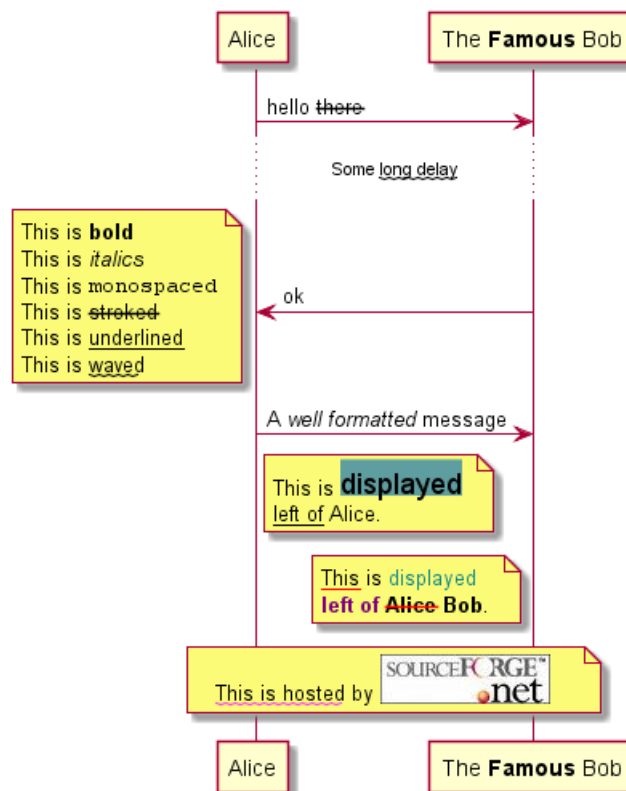 Alice
The Famous Bob
hello there
Some long delay
This is bold
This is italics
This is monospaced
This is stroked
This is underlined
This is waved
ok
A well formatted message
This is displayed
left of Alice.
This is displayed
left of Alice Bob.
This is hosted by SOURCEFORGE™
.net
Alice
The Famous Bob